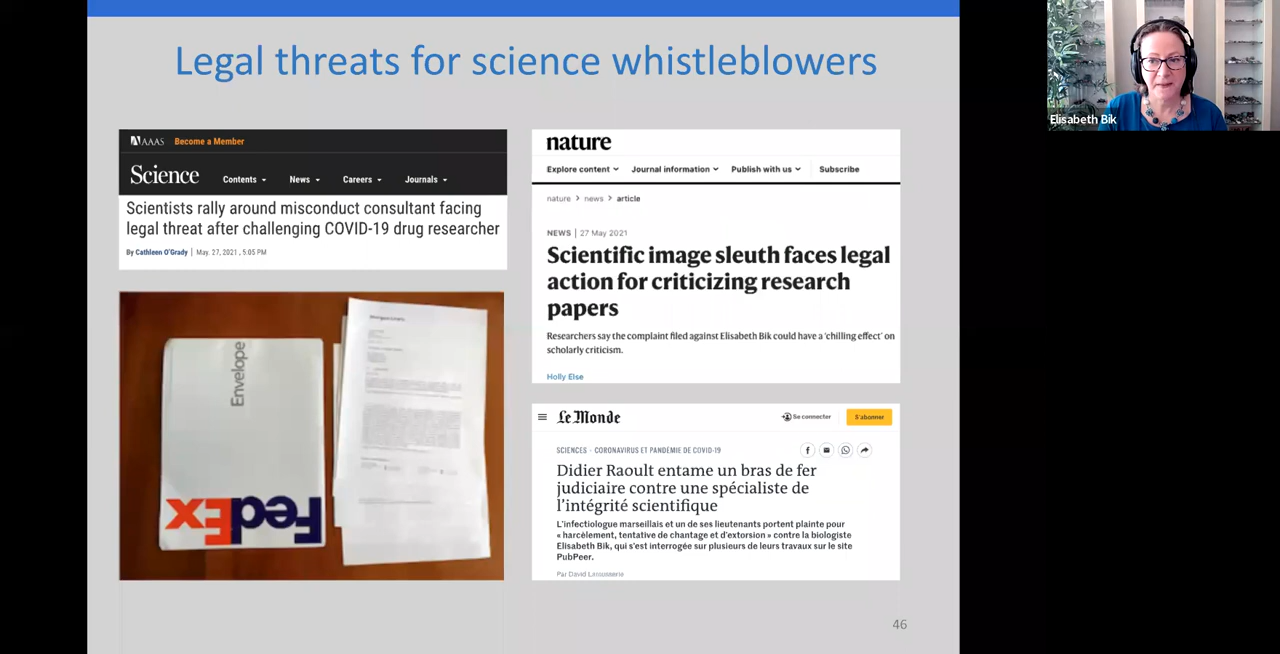 Legal threats for science whistleblowers
AAAS Become a Member
Science Contents News Careers Journals
Scientists rally around misconduct consultant facing
legal threat after challenging COVID-19 drug researcher
By Cathleen O'Grady | May. 27, 2021 , 5:05 PM
Envelope
FedEx
nature
Explore content Journal information Publish with us Subscribe
nature > news > article
NEWS | 27 May 2021
Scientific image sleuth faces legal
action for criticizing research
papers
Researchers say the complaint filed against Elisabeth Bik could have a 'chilling effect' on
scholarly criticism.
Holly Else
Le Monde Se connecter S'abonner
SCIENCES · CORONAVIRUS ET PANDÉMIE DE COVID-19
Didier Raoult entame un bras de fer
judiciaire contre une spécialiste de
l'intégrité scientifique
L'infectiologue marseillais et un de ses lieutenants portent plainte pour
« harcèlement, tentative de chantage et d'extorsion » contre la biologiste
Elisabeth Bik, qui s'est interrogée sur plusieurs de leurs travaux sur le site
PubPeer.
Par David
46
Elisabeth Bik